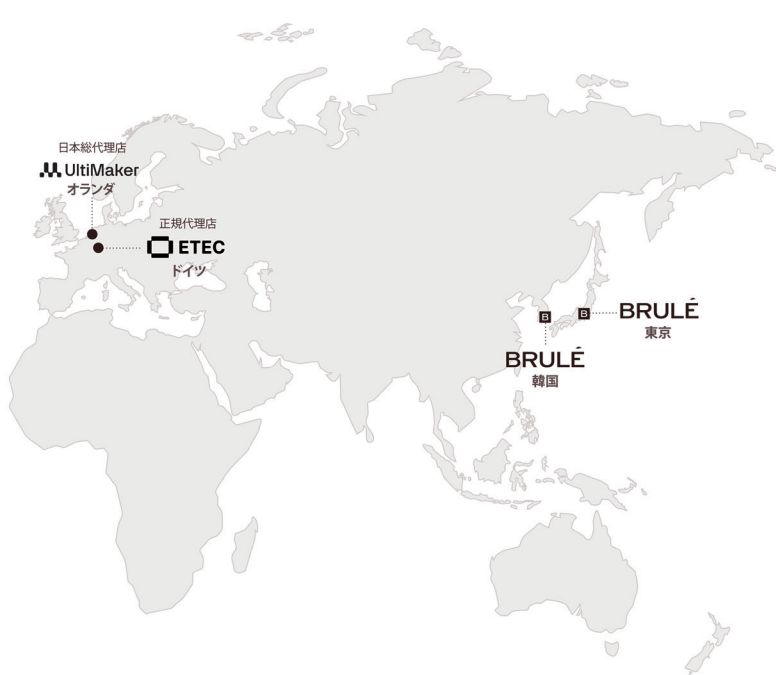 日本総代理店
UltiMaker
オランダ
正規代理店
ETEC
ドイツ
B
B
BRULÉ
東京
BRULÉ
韓国